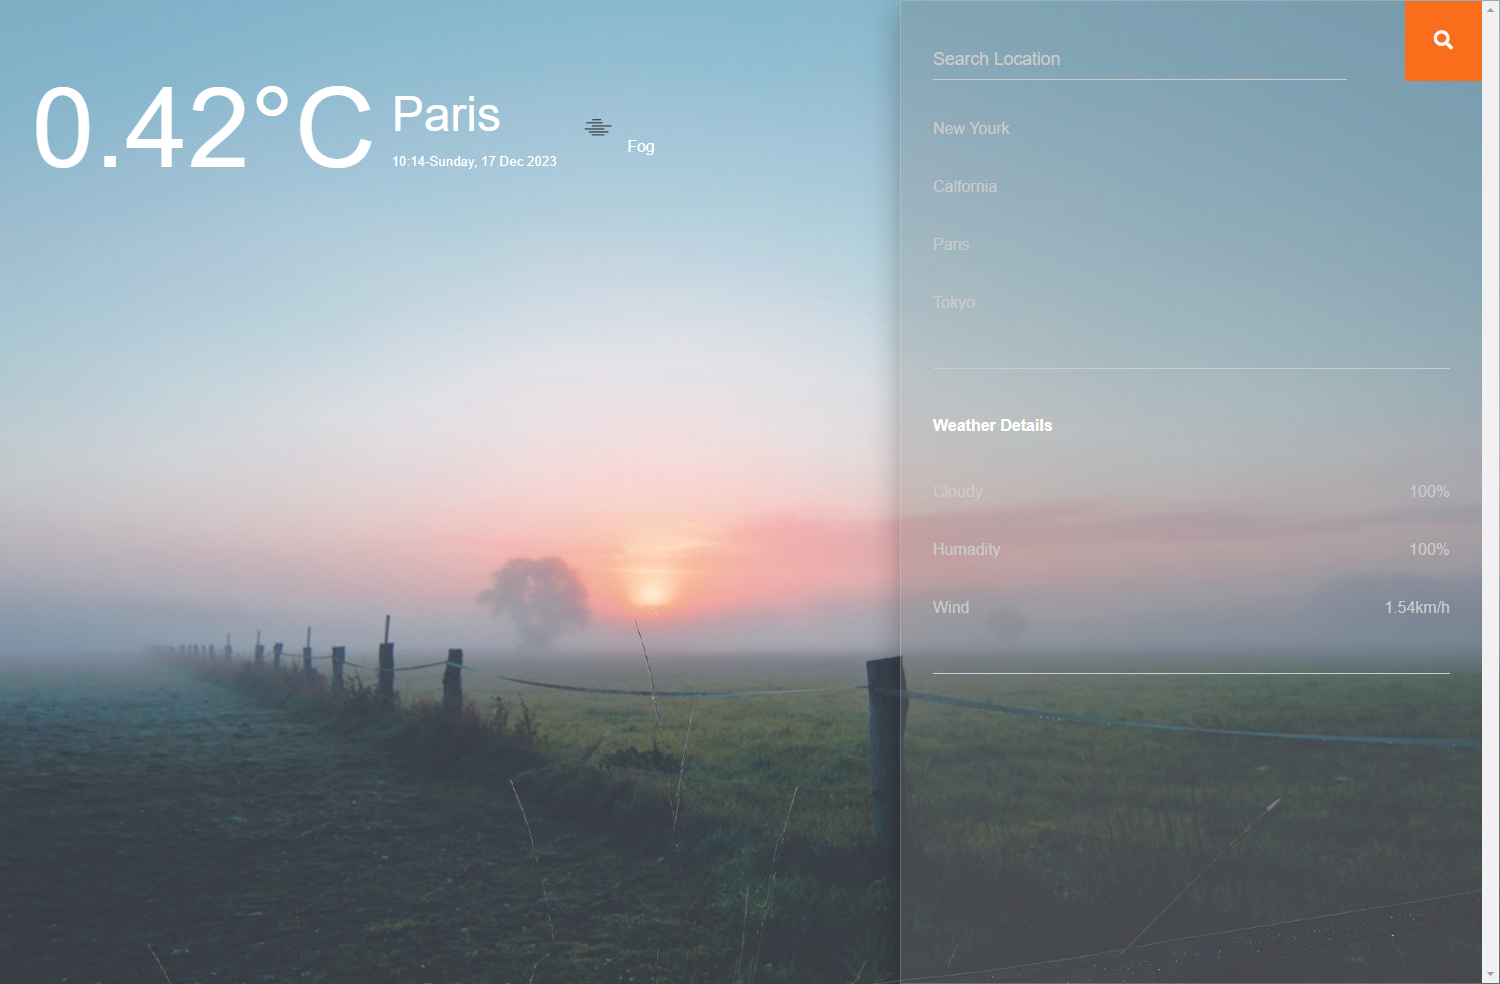 0.42°C
Paris
10:14-Sunday, 17 Dec 2023
Fog
Search Location
New Yourk
Calfornia
Paris
Tokyo
Weather Details
Cloudy 100%
Humadity 100%
Wind 1.54km/h